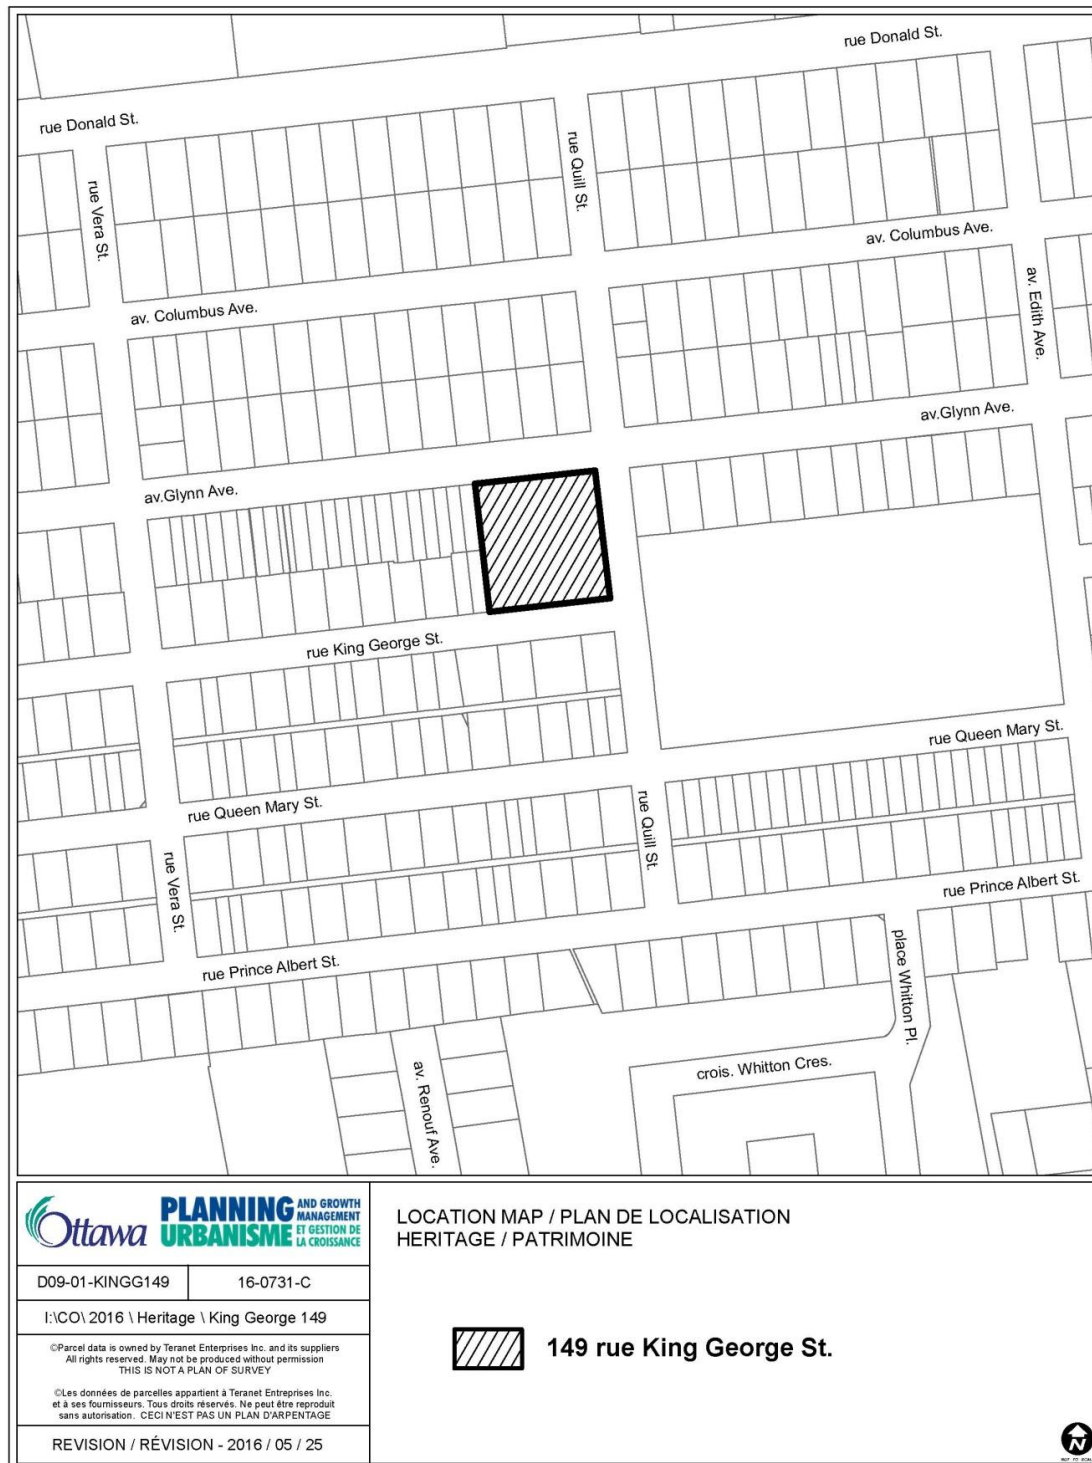 rue Donald St.
rue Donald St.
rue Vera St.
rue Quill St.
av. Columbus Ave.
av. Columbus Ave.
av. Edith Ave.
av.Glynn Ave.
av.Glynn Ave.
rue King George St.
rue Queen Mary St.
rue Queen Mary St.
rue Quill St.
rue Vera St.
rue Prince Albert St.
rue Prince Albert St.
place Whitton Pl.
crois. Whitton Cres.
av. Renouf Ave.
Ottawa
PLANNING AND GROWTH MANAGEMENT
URBANISME ET GESTION DE LA CROISSANCE
D09-01-KINGG149
16-0731-C
I:\CO\ 2016 \ Heritage \ King George 149
©Parcel data is owned by Teranet Enterprises Inc. and its suppliers
All rights reserved. May not be produced without permission
THIS IS NOT A PLAN OF SURVEY
©Les données de parcelles appartient à Teranet Entreprises Inc.
et à ses fournisseurs. Tous droits réservés. Ne peut être reproduit
sans autorisation. CECI N'EST PAS UN PLAN D'ARPENTAGE
REVISION / RÉVISION - 2016 / 05 / 25
LOCATION MAP / PLAN DE LOCALISATION
HERITAGE / PATRIMOINE
149 rue King George St.
N